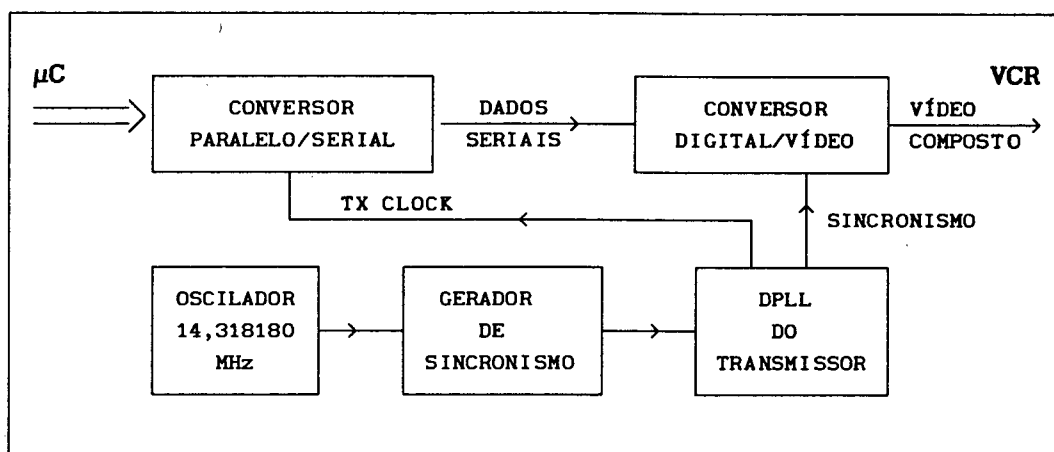 µC
VCR
CONVERSOR
PARALELO/SERIAL
DADOS
SERIAIS
CONVERSOR
DIGITAL/VÍDEO
VÍDEO
COMPOSTO
TX CLOCK
SINCRONISMO
OSCILADOR
14,318180
MHz
GERADOR
DE
SINCRONISMO
DPLL
DO
TRANSMISSOR